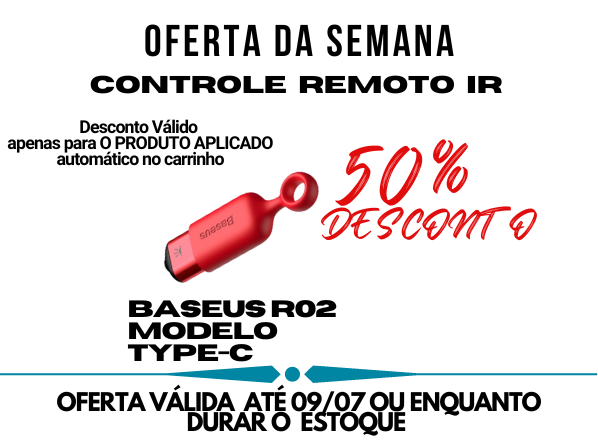 OFERTA DA SEMANA
CONTROLE REMOTO IR
Desconto Válido
apenas para O PRODUTO APLICADO
automático no carrinho
50%
DESCONTO
Baseus
BASEUS R02
MODELO
TYPE-C
OFERTA VÁLIDA ATÉ 09/07 OU ENQUANTO
DURAR O ESTOQUE